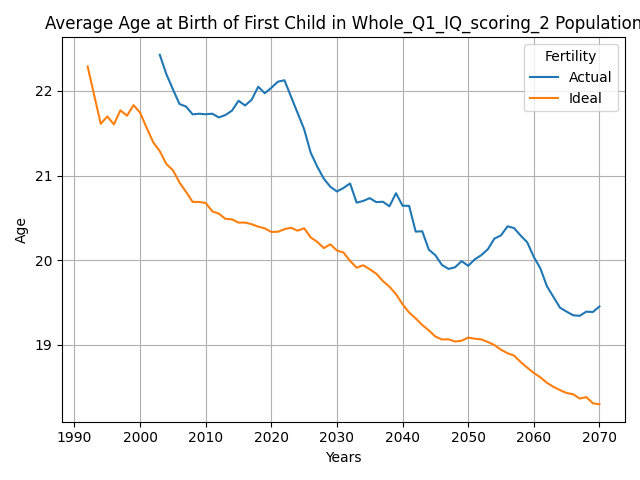 Average Age at Birth of First Child in Whole_Q1_IQ_scoring_2 Population
Fertility
Actual
Ideal
22
21
20
19
Age
1990 2000 2010 2020 2030 2040 2050 2060 2070
Years